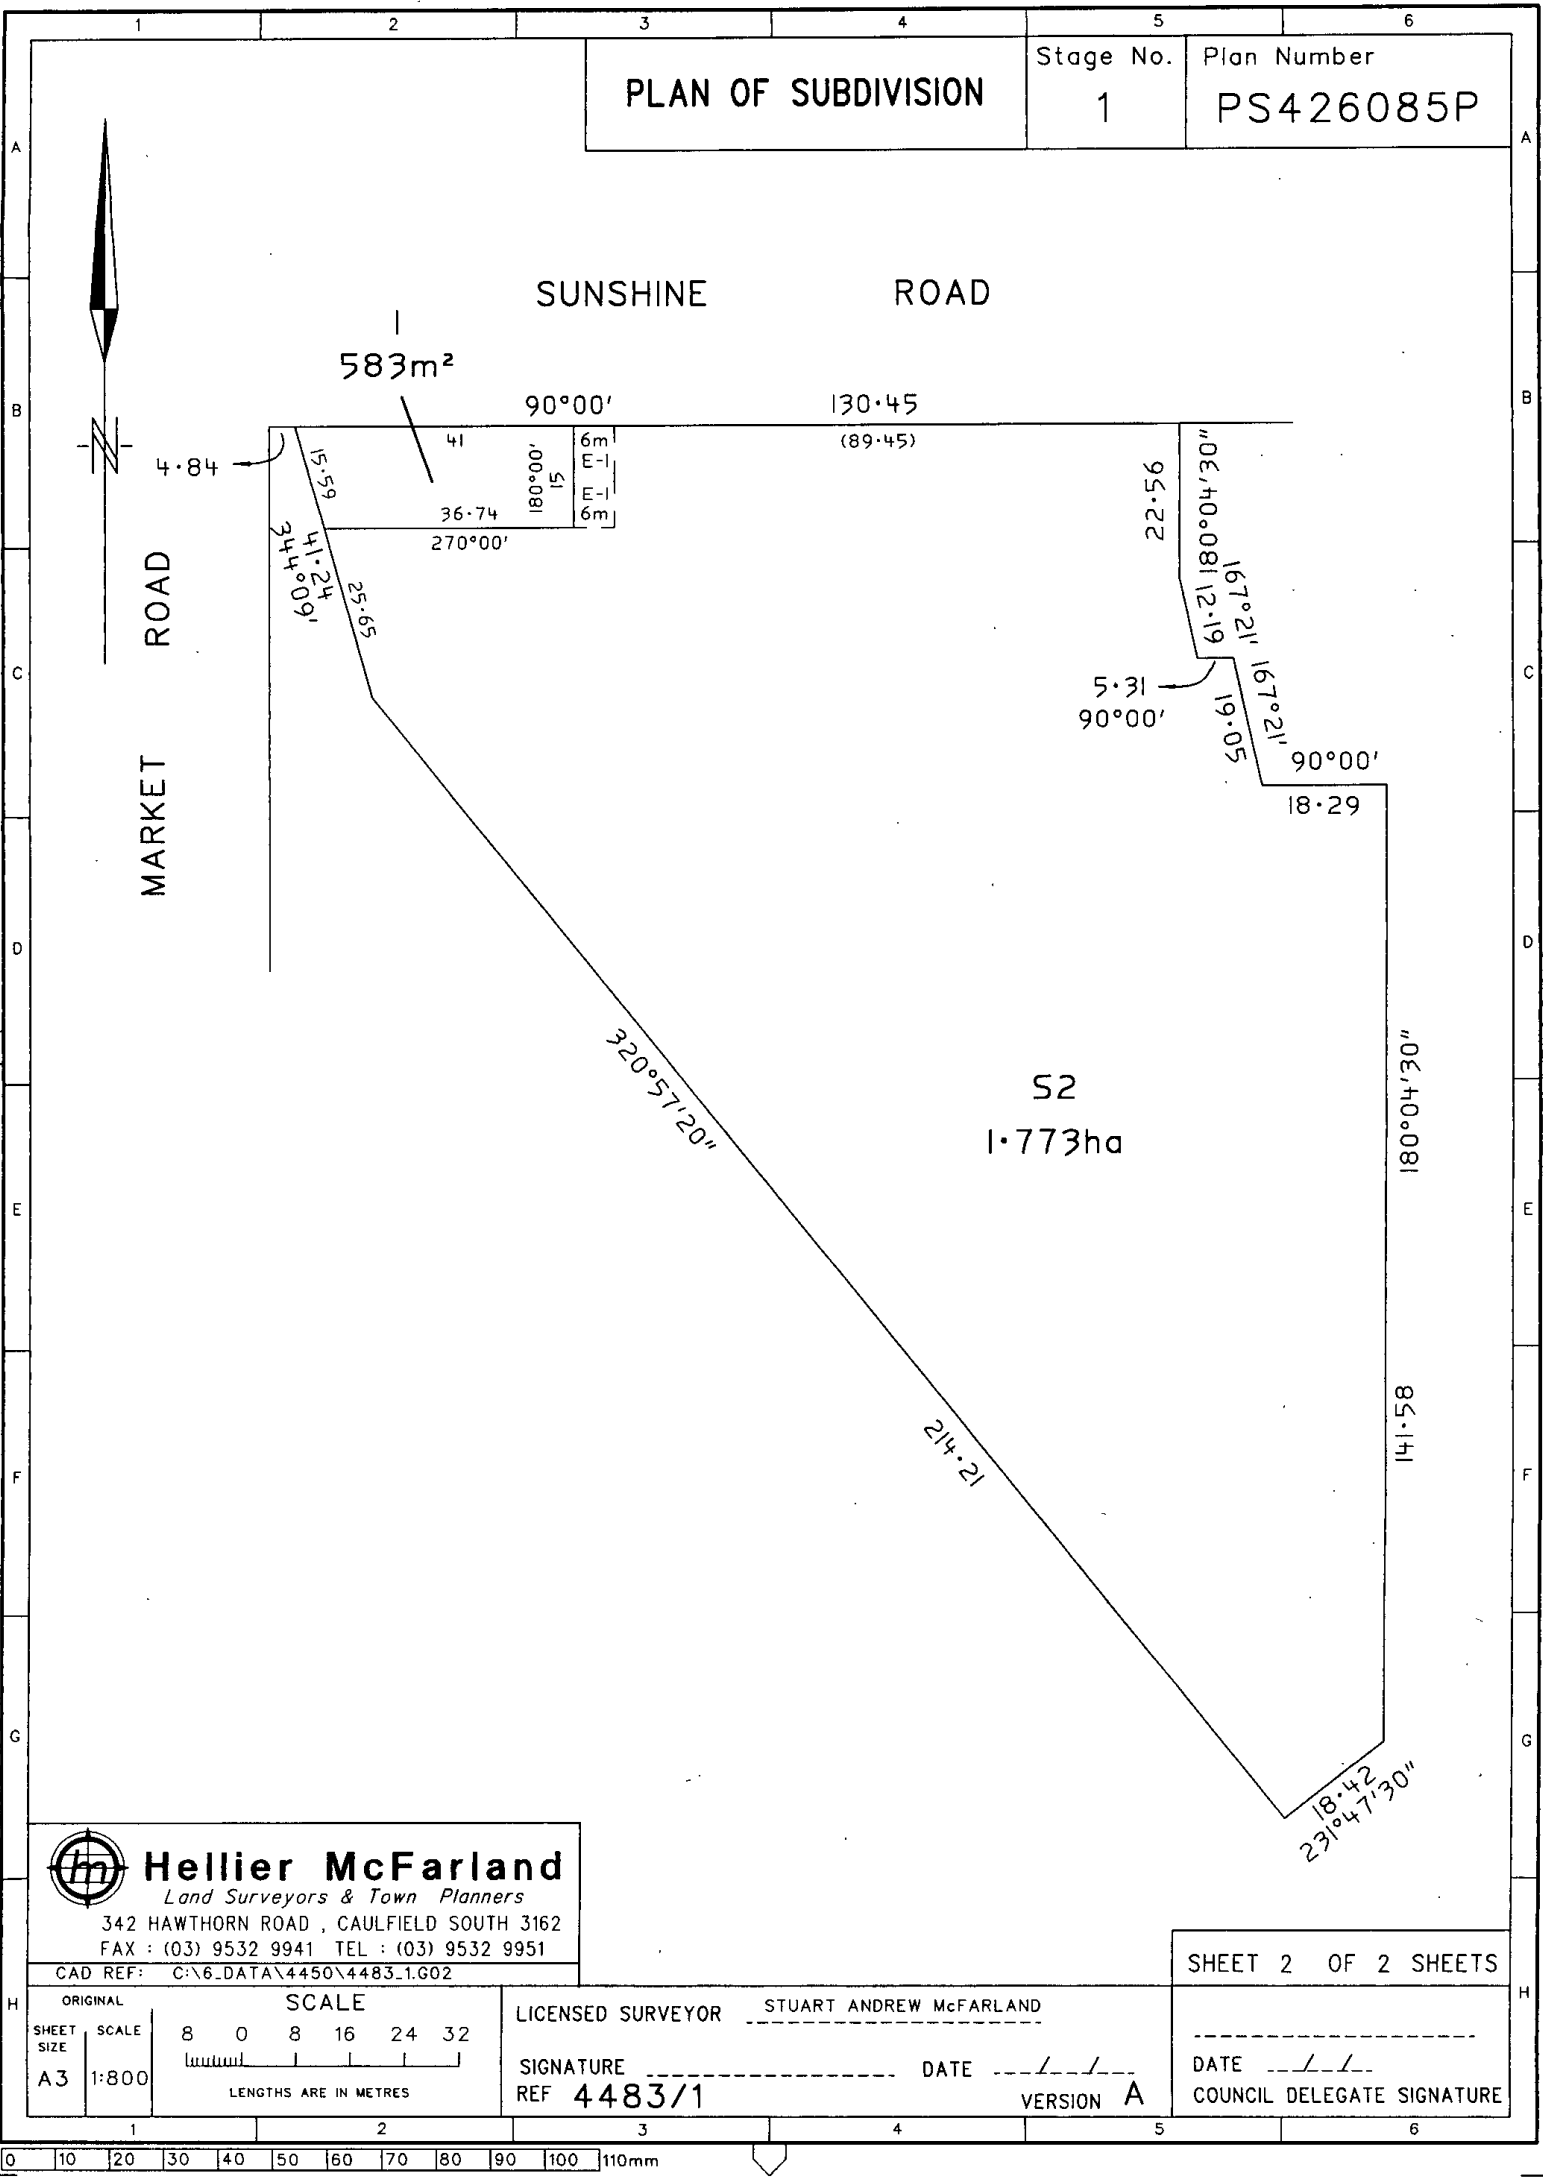 1 2 3 4 5 6
PLAN OF SUBDIVISION
Stage No.
1
Plan Number
PS426085P
A A
SUNSHINE ROAD
1
583m²
B B
90°00' 130·45
41 6m (89·45)
E-1
E-1
6m
4·84
15·59
180°00'
15
36·74
270°00'
41·24
344°09'
25·65
22·56
180°04'30"
12·19
167°21'
MARKET ROAD
C C
5·31
90°00'
19·05
167°21'
90°00'
18·29
D D
320°57'20"
S2
1·773ha
180°04'30"
E E
214·21
141·58
F F
G G
18·42
231°47'30"
hm
Hellier McFarland
Land Surveyors & Town Planners
342 HAWTHORN ROAD , CAULFIELD SOUTH 3162
FAX : (03) 9532 9941 TEL : (03) 9532 9951
CAD REF: C:\6_DATA\4450\4483_1.G02
SHEET 2 OF 2 SHEETS
H H
ORIGINAL
SHEET SIZE
SCALE
A3
1:800
SCALE
8 0 8 16 24 32
LENGTHS ARE IN METRES
LICENSED SURVEYOR STUART ANDREW McFARLAND
SIGNATURE DATE / /
REF 4483/1 VERSION A
DATE / /
COUNCIL DELEGATE SIGNATURE
1 2 3 4 5 6
0 10 20 30 40 50 60 70 80 90 100 110mm
N